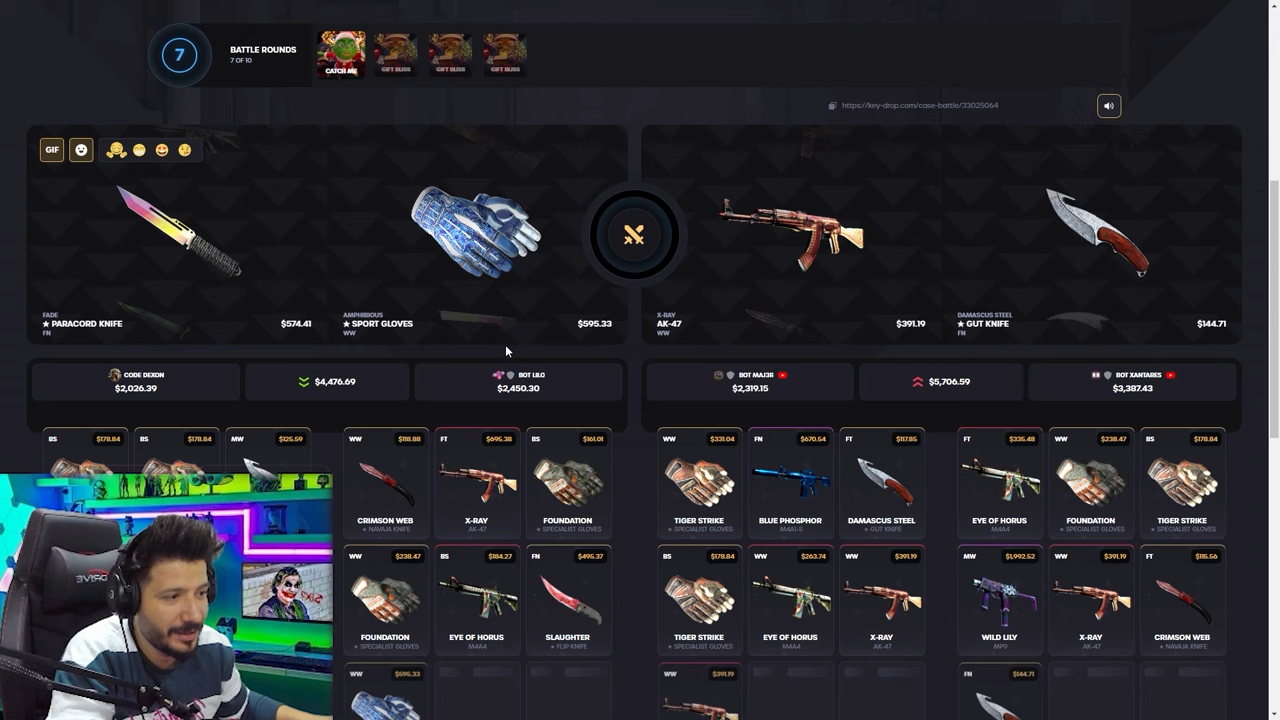 7
BATTLE ROUNDS
7 OF 10
CATCH ME
GIFT BLISS
GIFT BLISS
GIFT BLISS
https://key-drop.com/case-battle/33025064
GIF
FADE
★ PARACORD KNIFE
FN
$574.41
AMPHIBIOUS
★ SPORT GLOVES
WW
$595.33
X-RAY
AK-47
WW
$391.19
DAMASCUS STEEL
★ GUT KNIFE
FN
$144.71
CODE DEXON
$2,026.39
$4,476.69
BOT LILO
$2,450.30
BOT MAJ3R
$2,319.15
$5,706.59
BOT XANTARES
$3,387.43
BS $178.84
BS $178.84
MW $125.59
WW $118.88
CRIMSON WEB
★ NAVAJA KNIFE
FT $695.38
X-RAY
AK-47
BS $161.01
FOUNDATION
★ SPECIALIST GLOVES
WW $331.04
TIGER STRIKE
★ SPECIALIST GLOVES
FN $670.54
BLUE PHOSPHOR
M4A1-S
FT $117.85
DAMASCUS STEEL
★ GUT KNIFE
FT $335.48
EYE OF HORUS
M4A4
WW $238.47
FOUNDATION
★ SPECIALIST GLOVES
BS $178.84
TIGER STRIKE
★ SPECIALIST GLOVES
WW $238.47
FOUNDATION
★ SPECIALIST GLOVES
BS $184.27
EYE OF HORUS
M4A4
FN $495.37
SLAUGHTER
★ FLIP KNIFE
BS $178.84
TIGER STRIKE
★ SPECIALIST GLOVES
WW $263.74
EYE OF HORUS
M4A4
WW $391.19
X-RAY
AK-47
MW $1,992.52
WILD LILY
MP9
WW $391.19
X-RAY
AK-47
FT $115.56
CRIMSON WEB
★ NAVAJA KNIFE
WW $595.33
WW $391.19
FN $144.71